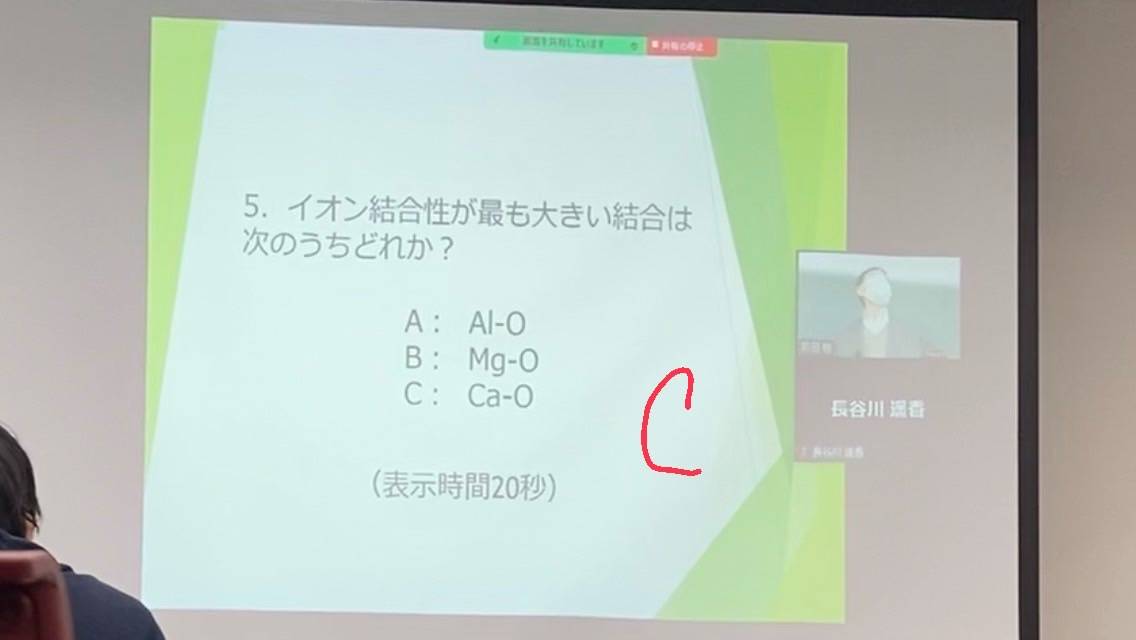 画面を共有しています 共有の停止
5. イオン結合性が最も大きい結合は
次のうちどれか？
A： Al-O
B： Mg-O
C： Ca-O
C
（表示時間20秒）
長谷川 遥香
長谷川 遥香